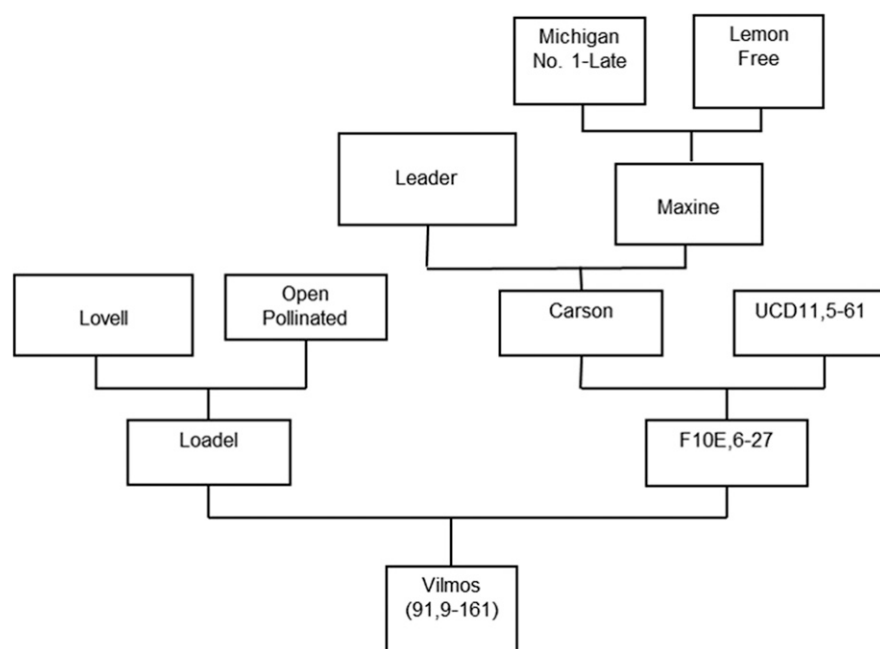 Michigan
No. 1-Late
Lemon
Free
Leader
Maxine
Lovell
Open
Pollinated
Carson
UCD11,5-61
Loadel
F10E,6-27
Vilmos
(91,9-161)